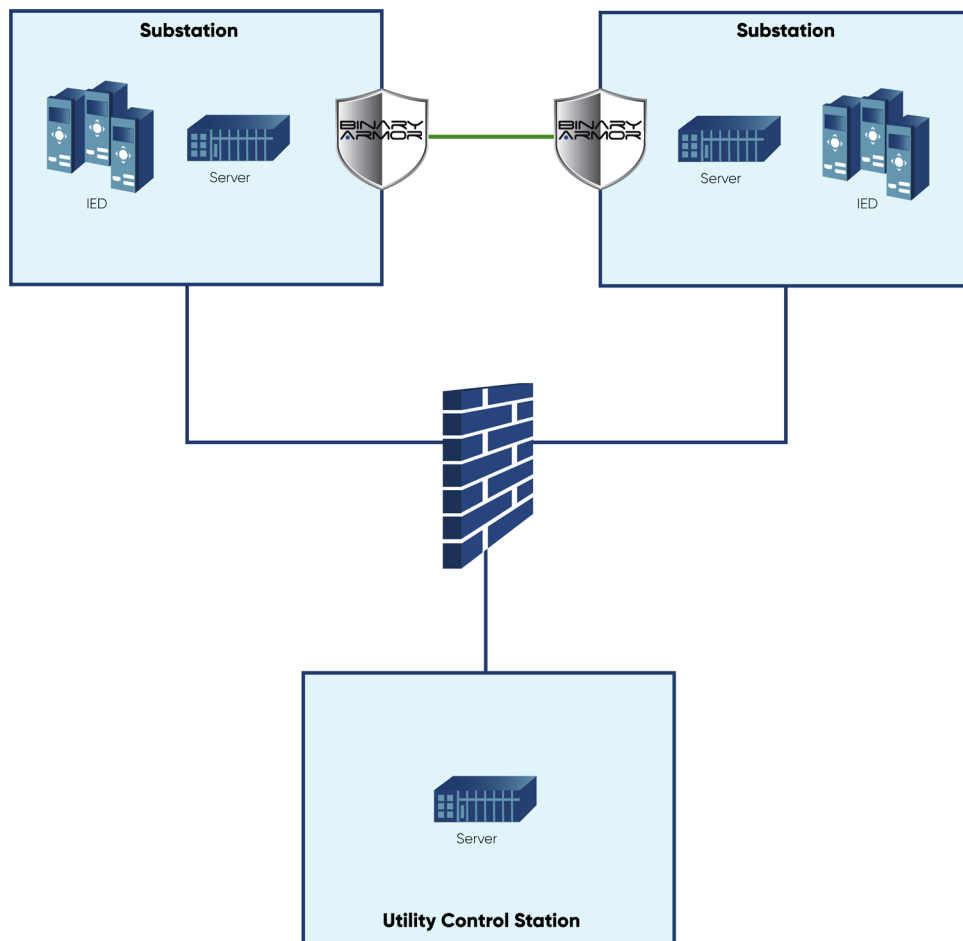 Substation
Substation
BINARY
ARMOR
BINARY
ARMOR
Server
IED
Server
IED
Server
Utility Control Station